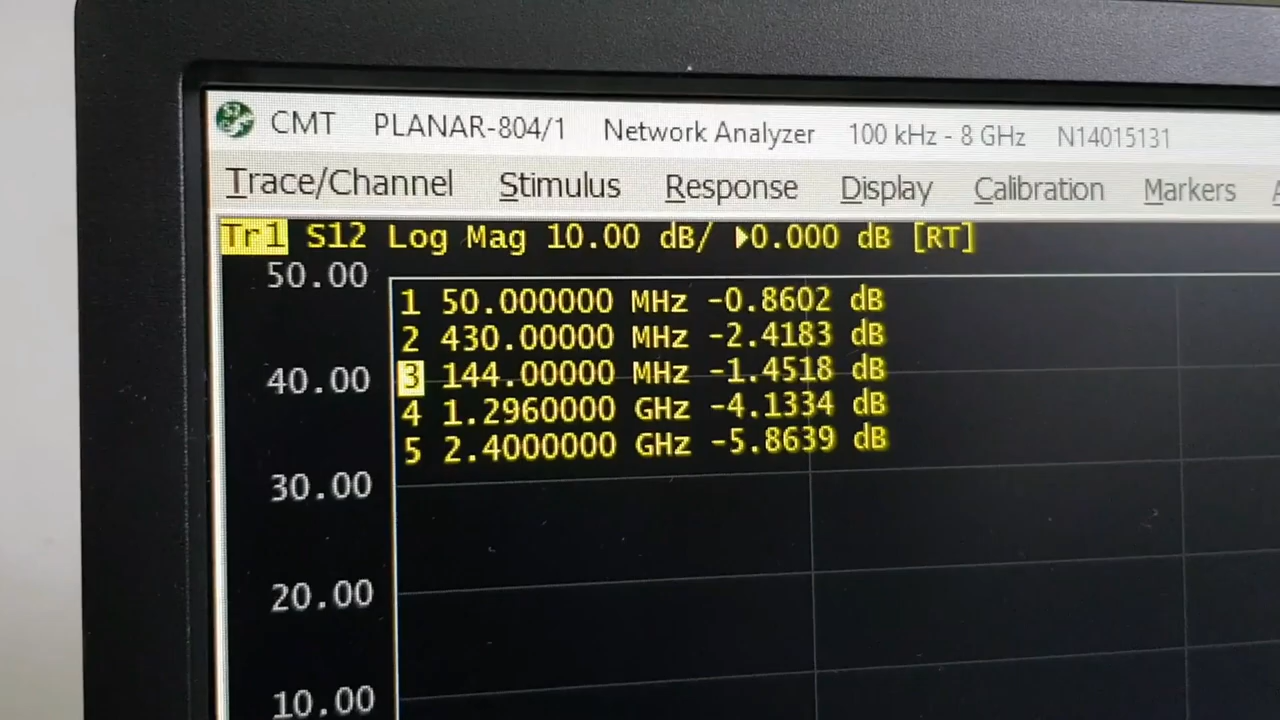 CMT PLANAR-804/1 Network Analyzer 100 kHz - 8 GHz N14015131
Trace/Channel Stimulus Response Display Calibration Markers
Tr1 S12 Log Mag 10.00 dB/ ▶0.000 dB [RT]
50.00
1 50.000000 MHz -0.8602 dB
2 430.00000 MHz -2.4183 dB
3 144.00000 MHz -1.4518 dB
40.00
4 1.2960000 GHz -4.1334 dB
5 2.4000000 GHz -5.8639 dB
30.00
20.00
10.00